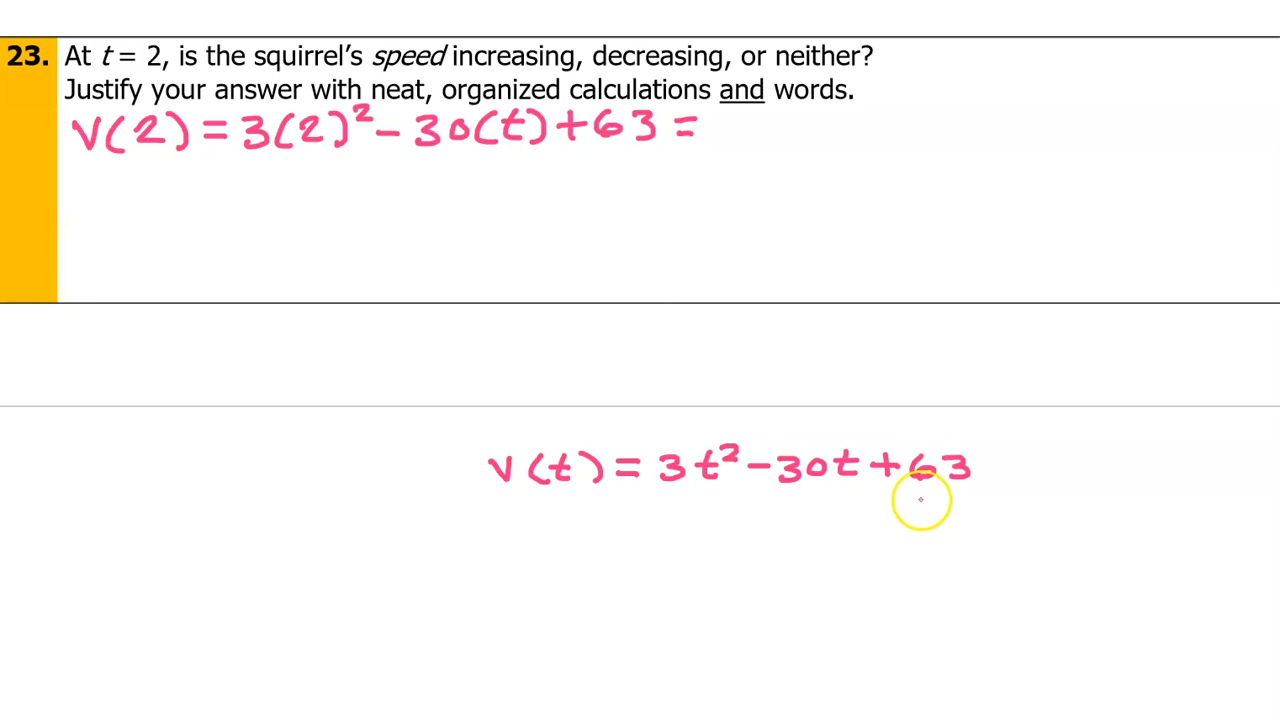 23. At t = 2, is the squirrel's speed increasing, decreasing, or neither?
Justify your answer with neat, organized calculations and words.
v(2) = 3(2)² - 30(t) + 63 =
v(t) = 3t² - 30t + 63